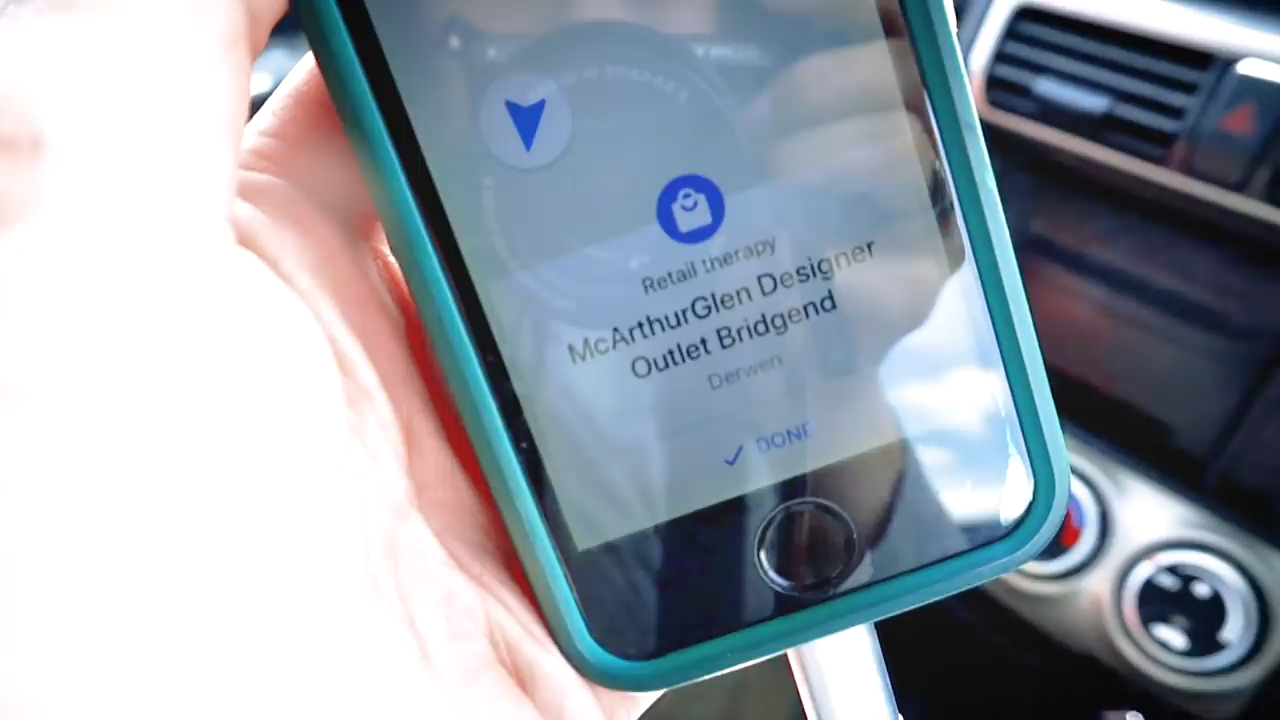 Retail therapy
McArthurGlen Designer
Outlet Bridgend
Derwen
DONE